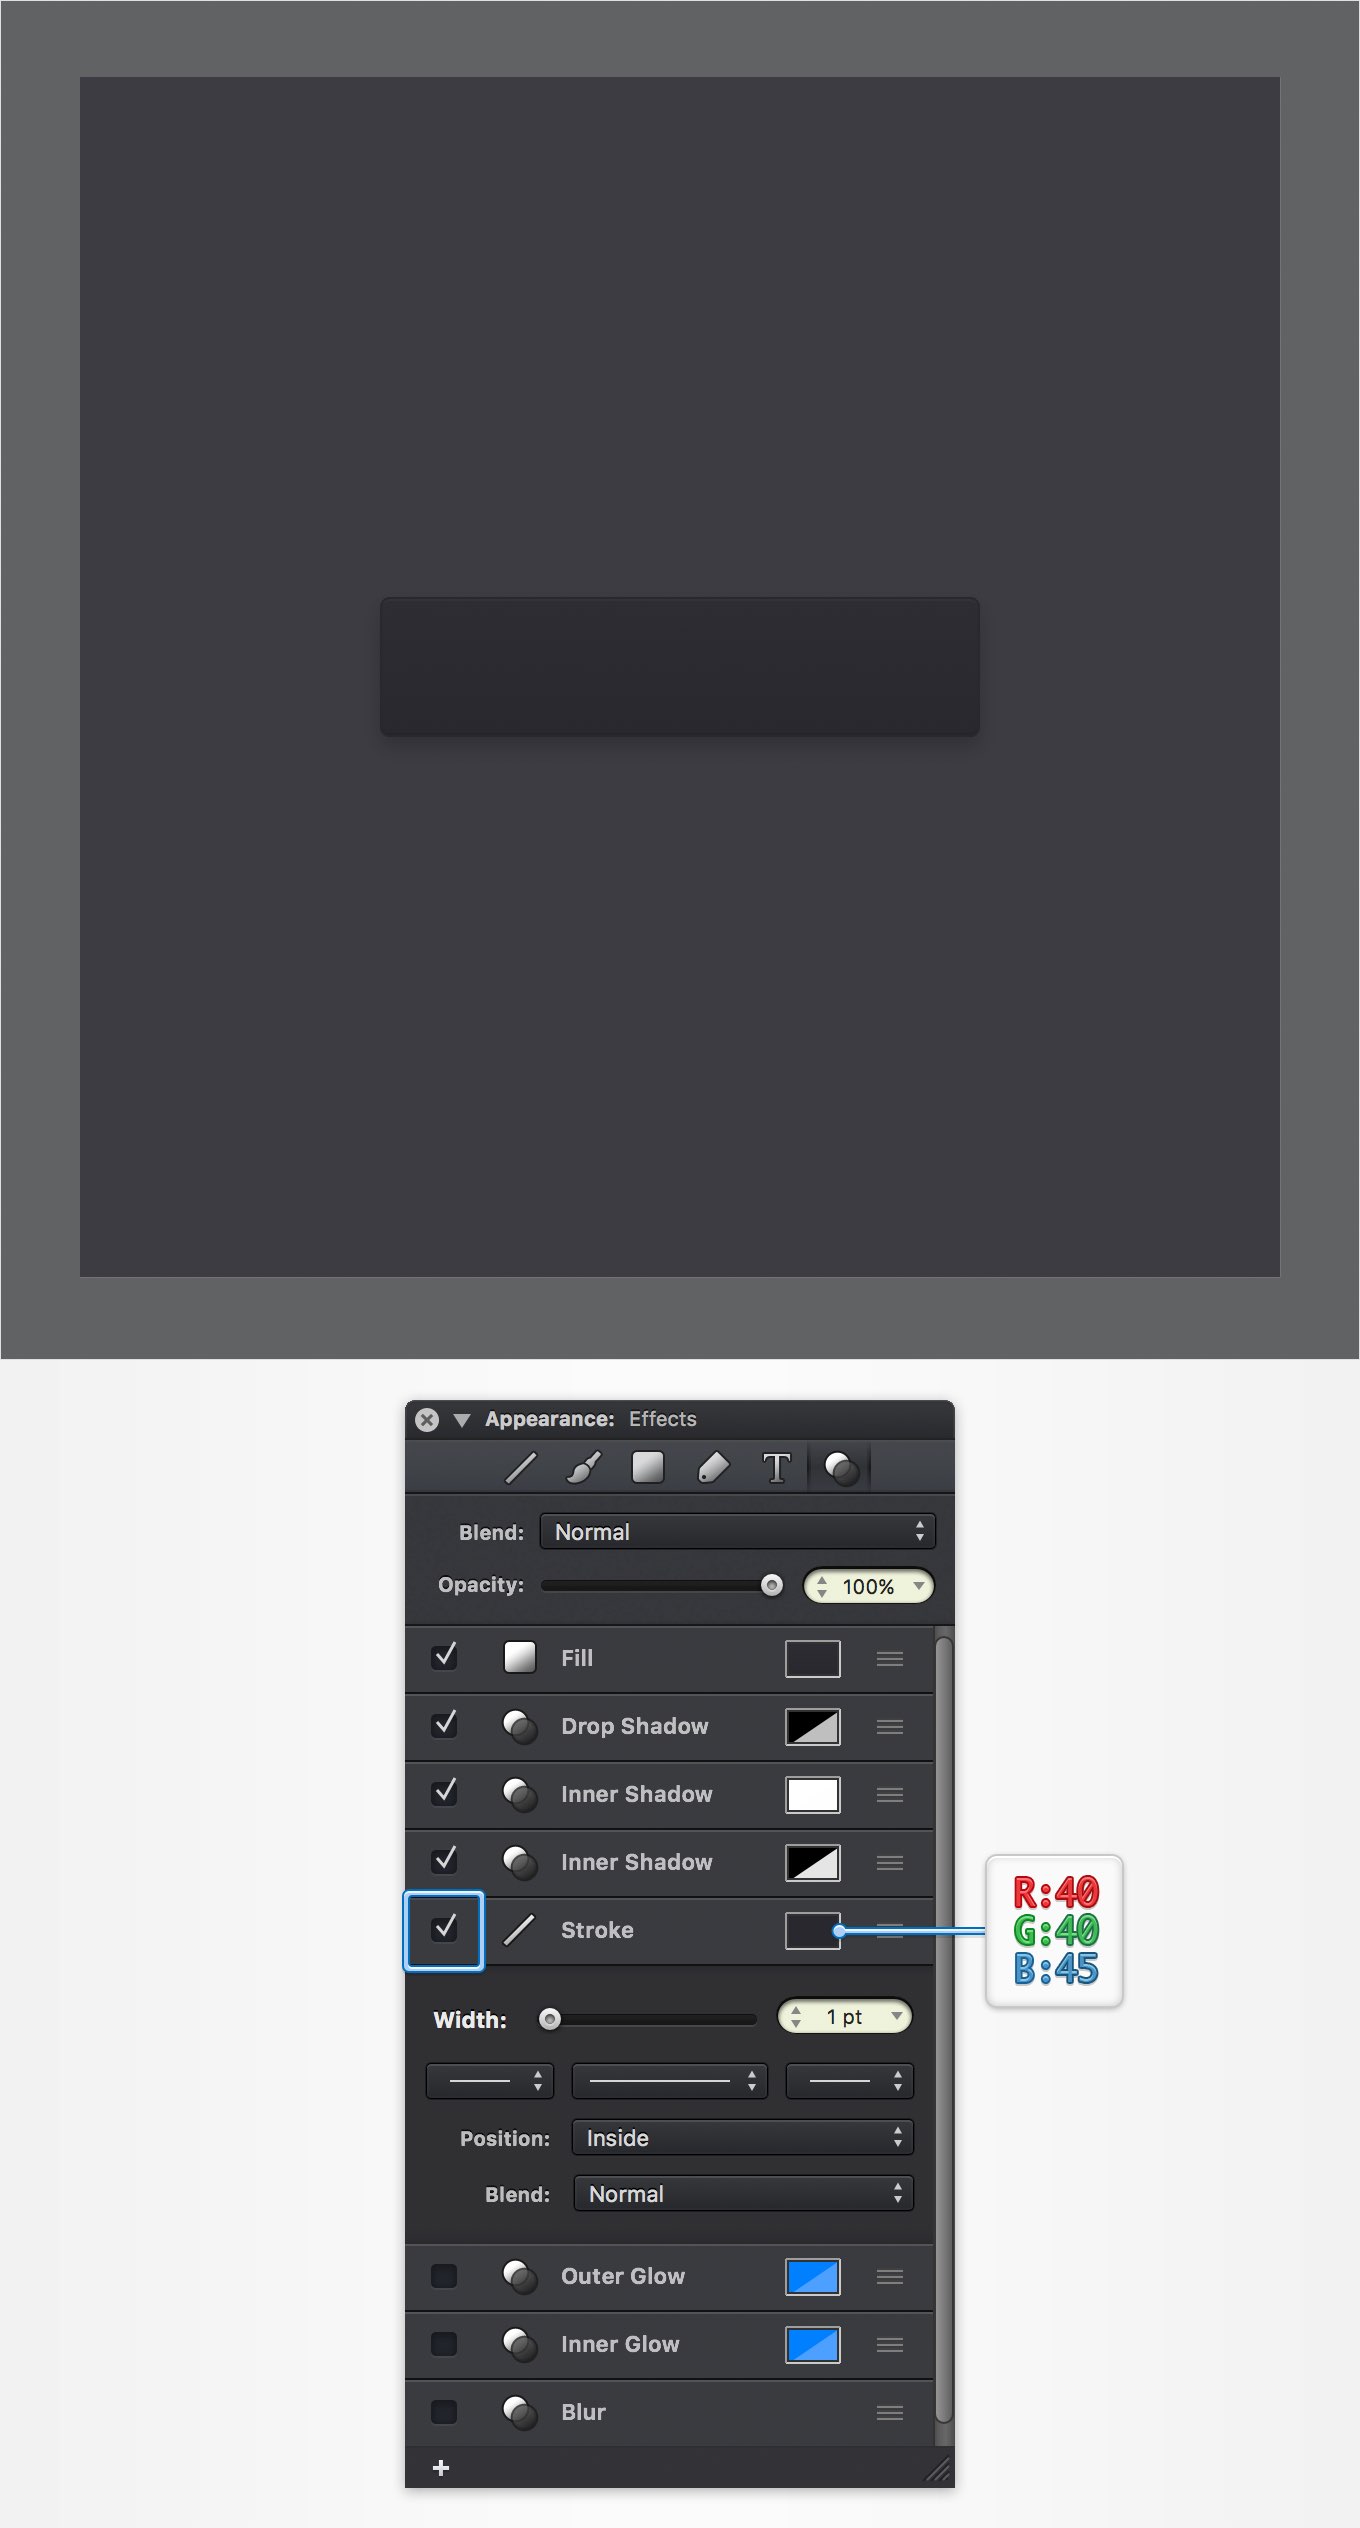 Appearance: Effects
T
Blend: Normal
Opacity: 100%
Fill
Drop Shadow
Inner Shadow
Inner Shadow
Stroke
R:40
G:40
B:45
Width: 1 pt
Position: Inside
Blend: Normal
Outer Glow
Inner Glow
Blur
+